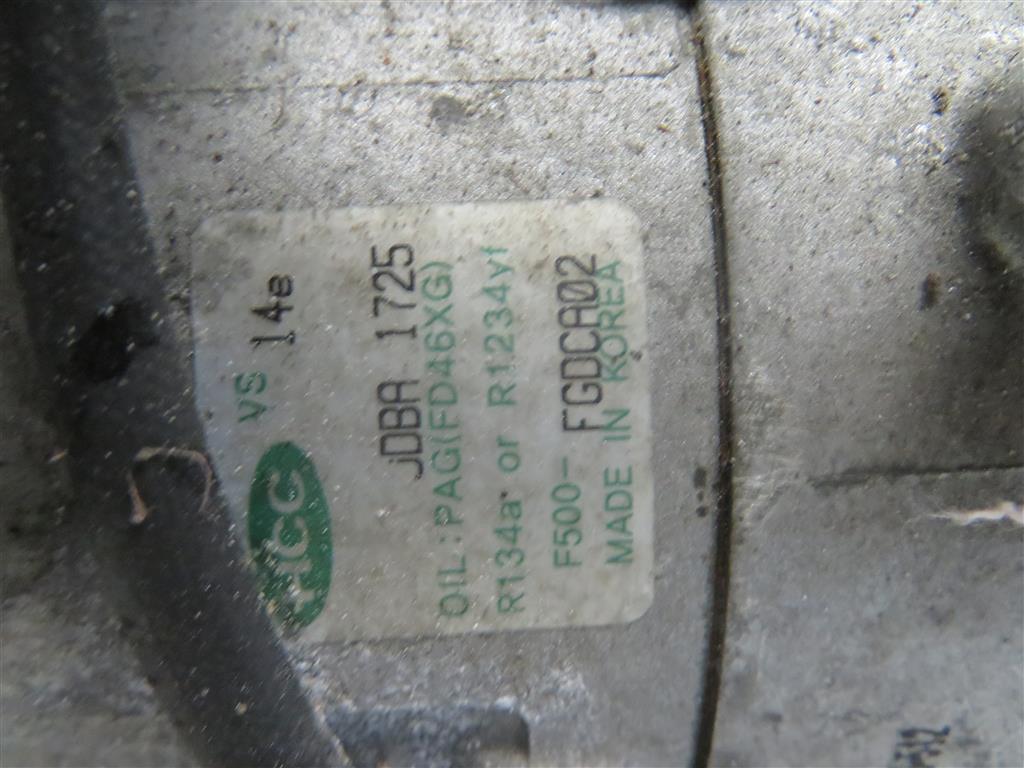 HCC VS 14e
JDBA 1725
OIL:PAG(FD46XG)
R134a or R1234yf
F500- FGDCA02
MADE IN KOREA